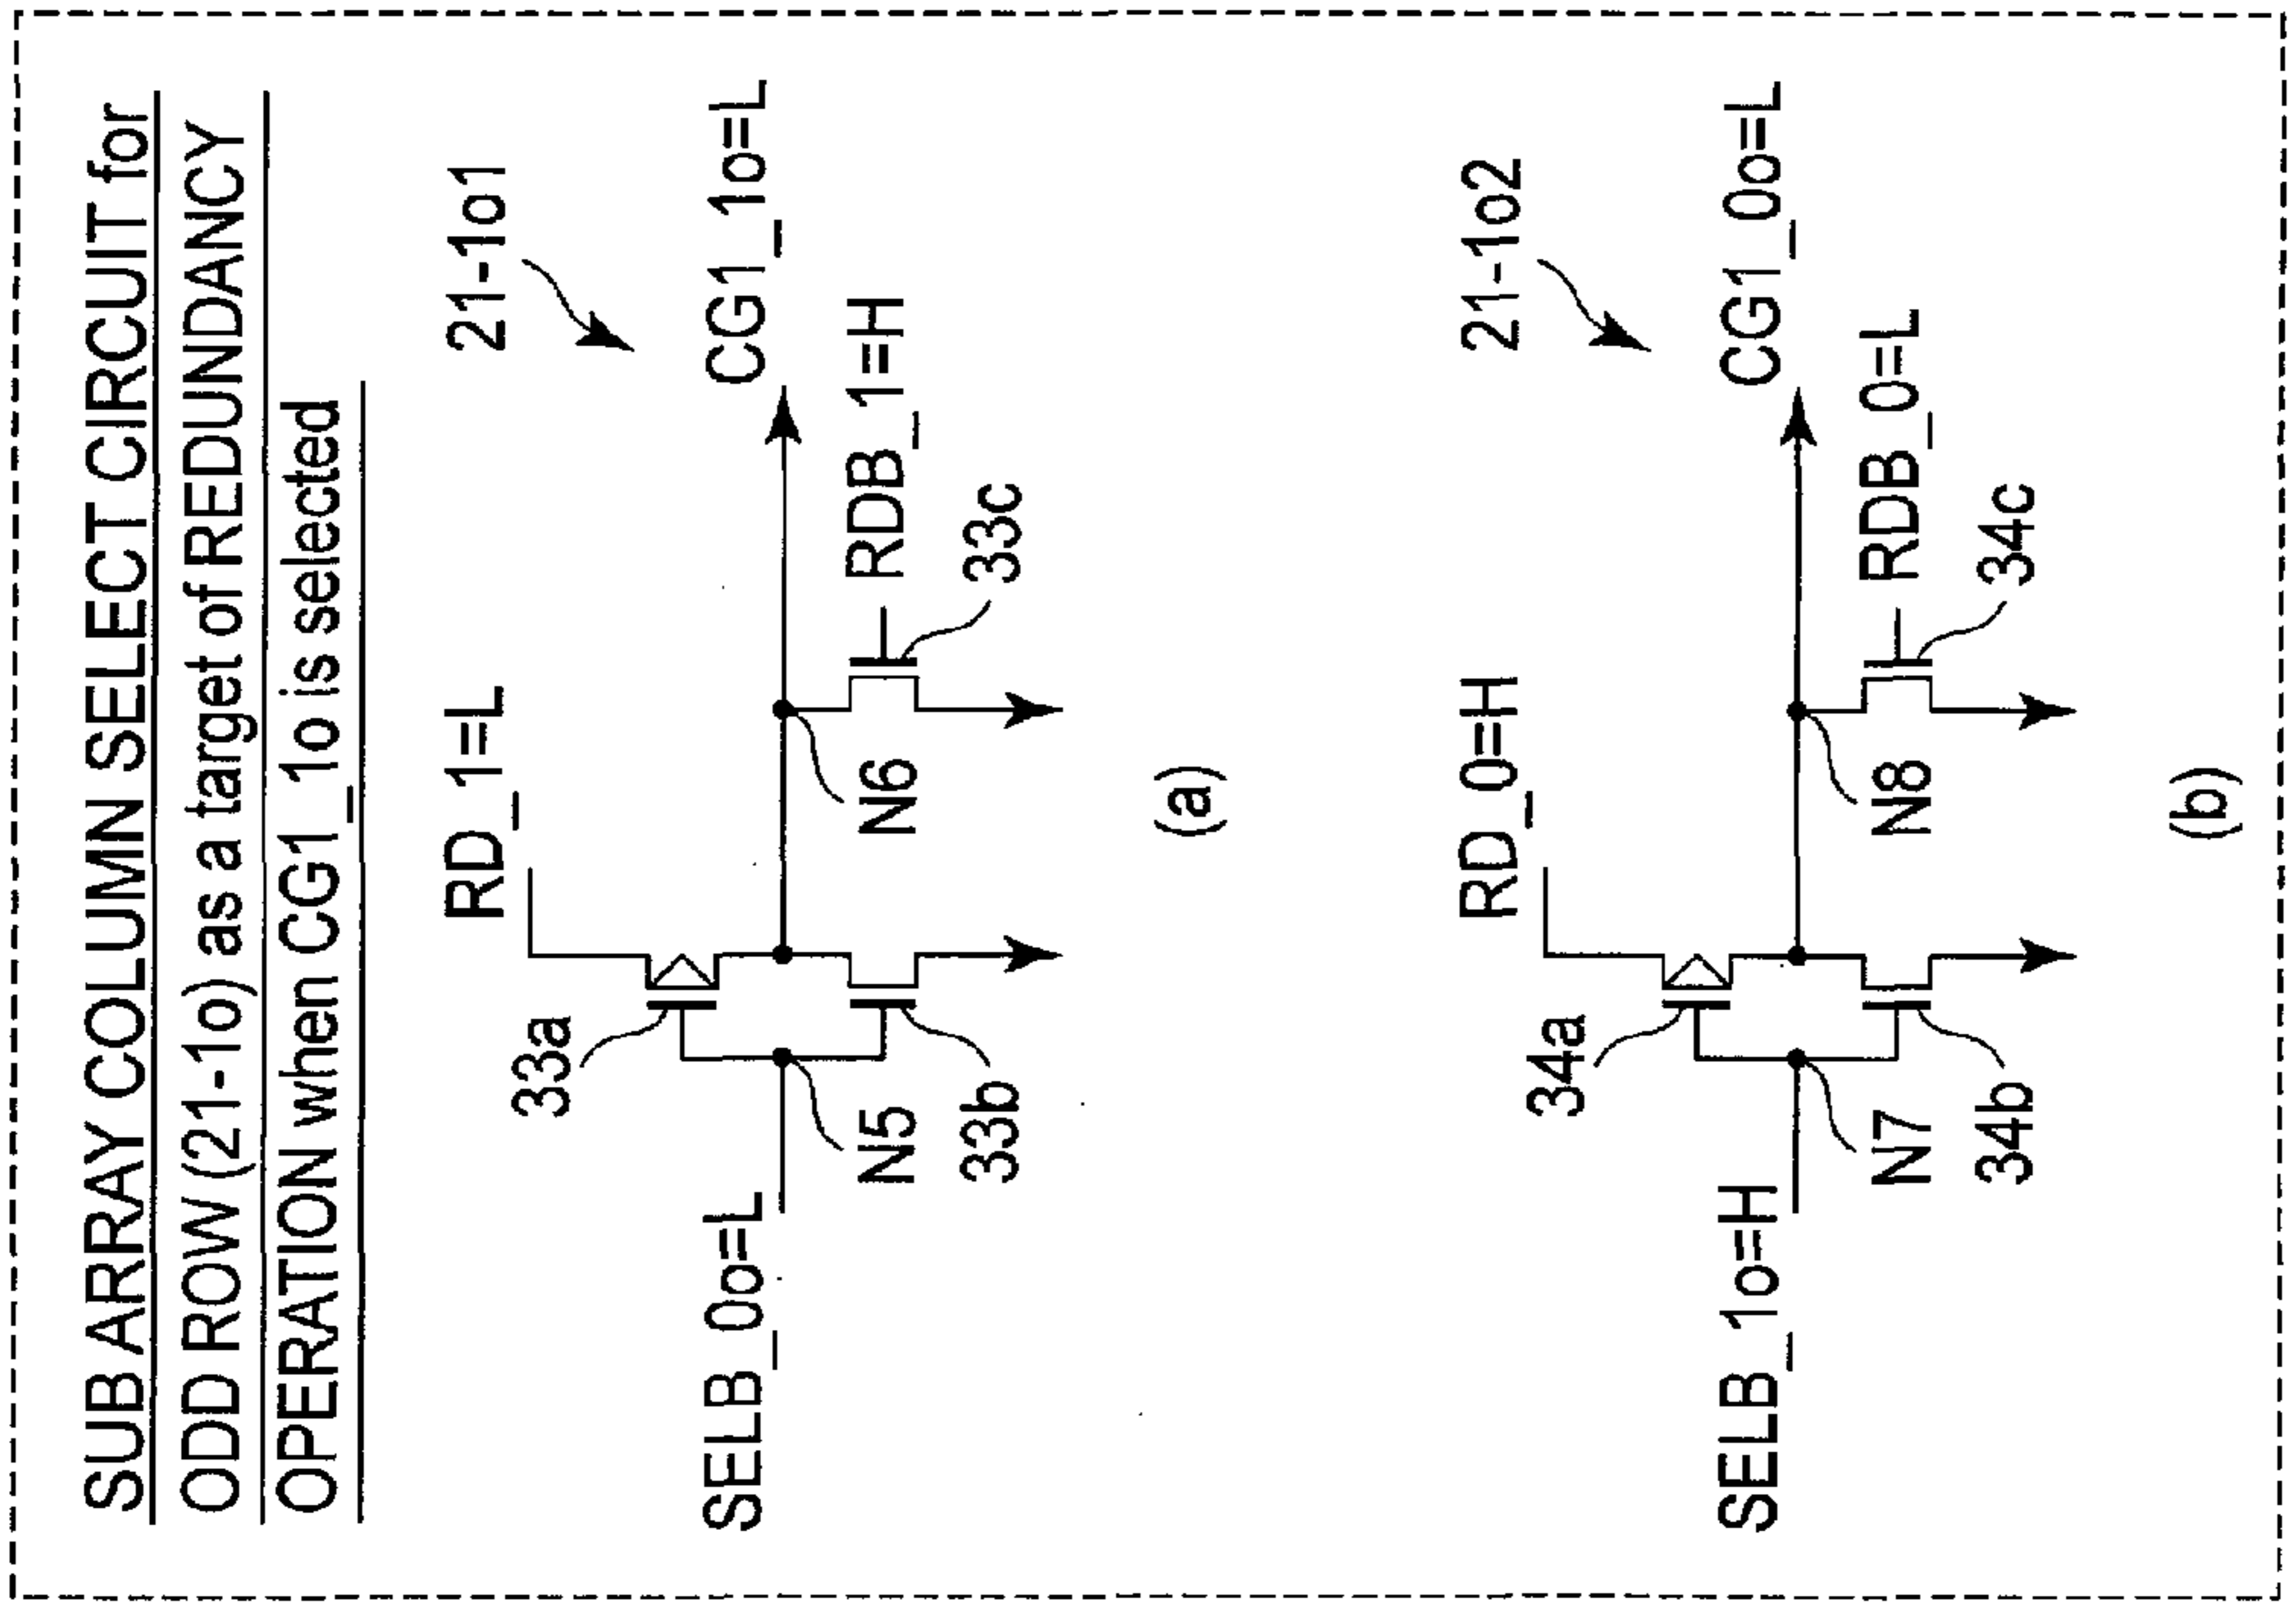 SUB ARRAY COLUMN SELECT CIRCUIT for
ODD ROW (21-1o) as a target of REDUNDANCY
OPERATION when CG1_1o is selected
21-1o1
RD_1=L
33a
SELB_0o=L
CG1_1o=L
N5
N6
RDB_1=H
33b
33c
(a)
21-1o2
RD_0=H
34a
SELB_1o=H
CG1_0o=L
N7
N8
RDB_0=L
34b
34c
(b)